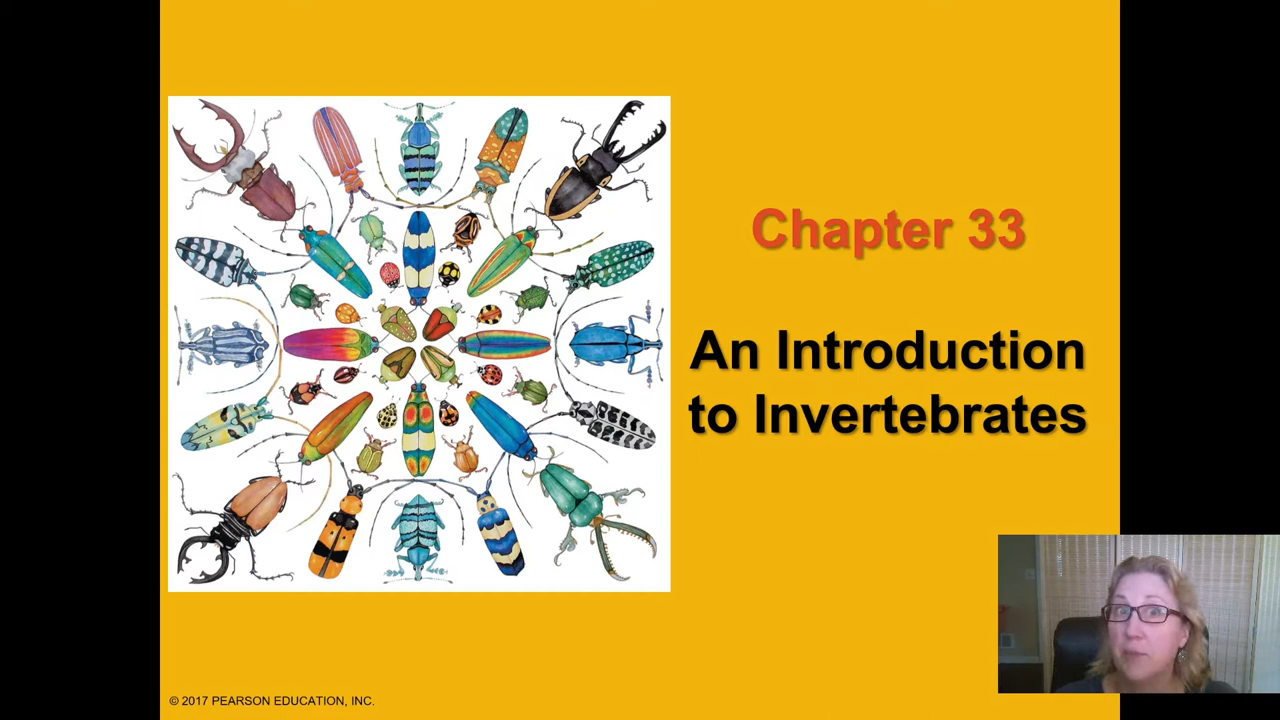 Chapter 33
An Introduction
to Invertebrates
© 2017 PEARSON EDUCATION, INC.